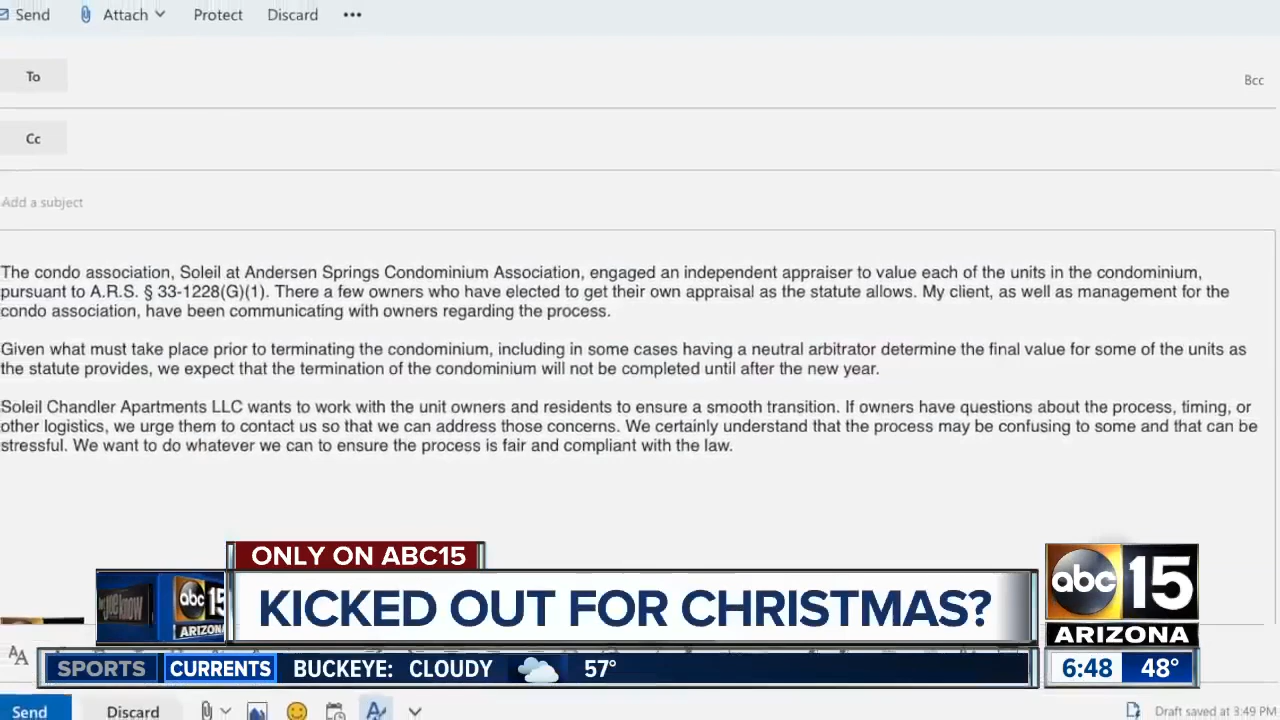 Send Attach Protect Discard •••
To
Bcc
Cc
Add a subject
The condo association, Soleil at Andersen Springs Condominium Association, engaged an independent appraiser to value each of the units in the condominium,
pursuant to A.R.S. § 33-1228(G)(1). There a few owners who have elected to get their own appraisal as the statute allows. My client, as well as management for the
condo association, have been communicating with owners regarding the process.
Given what must take place prior to terminating the condominium, including in some cases having a neutral arbitrator determine the final value for some of the units as
the statute provides, we expect that the termination of the condominium will not be completed until after the new year.
Soleil Chandler Apartments LLC wants to work with the unit owners and residents to ensure a smooth transition. If owners have questions about the process, timing, or
other logistics, we urge them to contact us so that we can address those concerns. We certainly understand that the process may be confusing to some and that can be
stressful. We want to do whatever we can to ensure the process is fair and compliant with the law.
ONLY ON ABC15
KICKED OUT FOR CHRISTMAS?
know
abc 15
ARIZONA
abc 15
ARIZONA
AA
SPORTS CURRENTS BUCKEYE: CLOUDY 57°
6:48 48°
Send Discard
Draft saved at 3:49 PM